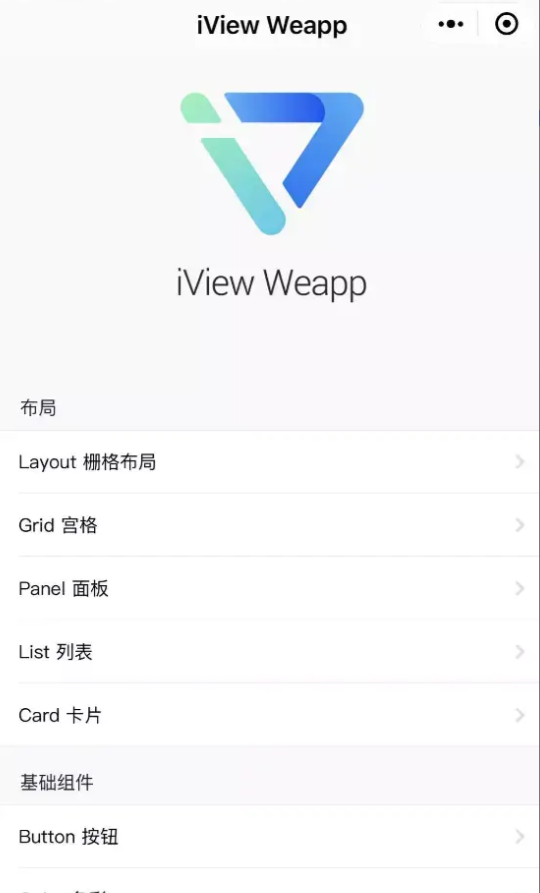 iView Weapp
iView Weapp
布局
Layout 栅格布局
Grid 宫格
Panel 面板
List 列表
Card 卡片
基础组件
Button 按钮